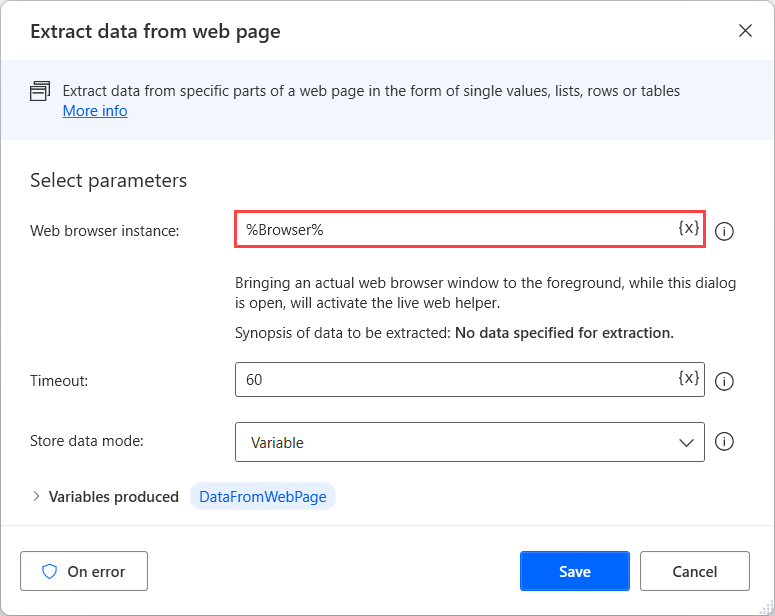 Extract data from web page
Extract data from specific parts of a web page in the form of single values, lists, rows or tables
More info
Select parameters
Web browser instance:
%Browser%
{x}
Bringing an actual web browser window to the foreground, while this dialog
is open, will activate the live web helper.
Synopsis of data to be extracted: No data specified for extraction.
Timeout:
60
{x}
Store data mode:
Variable
Variables produced
DataFromWebPage
On error
Save
Cancel